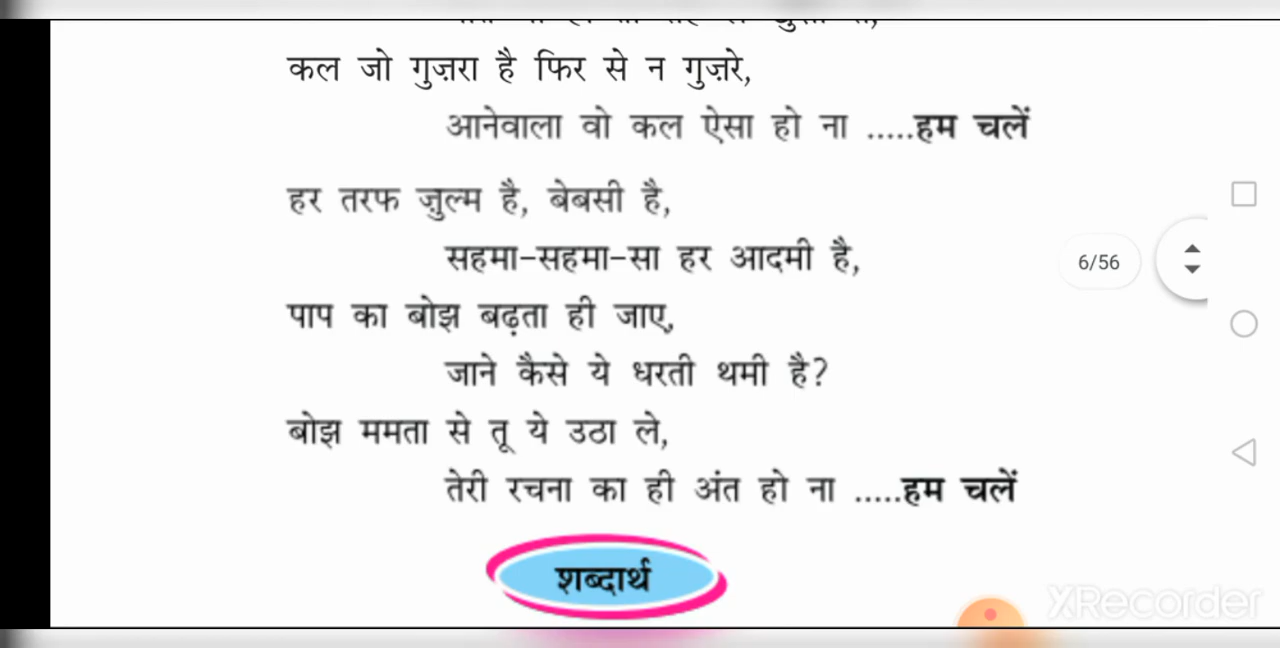 कल जो गुज़रा है फिर से न गुज़रे,
आनेवाला वो कल ऐसा हो ना .....हम चलें
हर तरफ ज़ुल्म है, बेबसी है,
सहमा-सहमा-सा हर आदमी है,
6/56
पाप का बोझ बढ़ता ही जाए,
जाने कैसे ये धरती थमी है?
बोझ ममता से तू ये उठा ले,
तेरी रचना का ही अंत हो ना .....हम चलें
शब्दार्थ
XRecorder